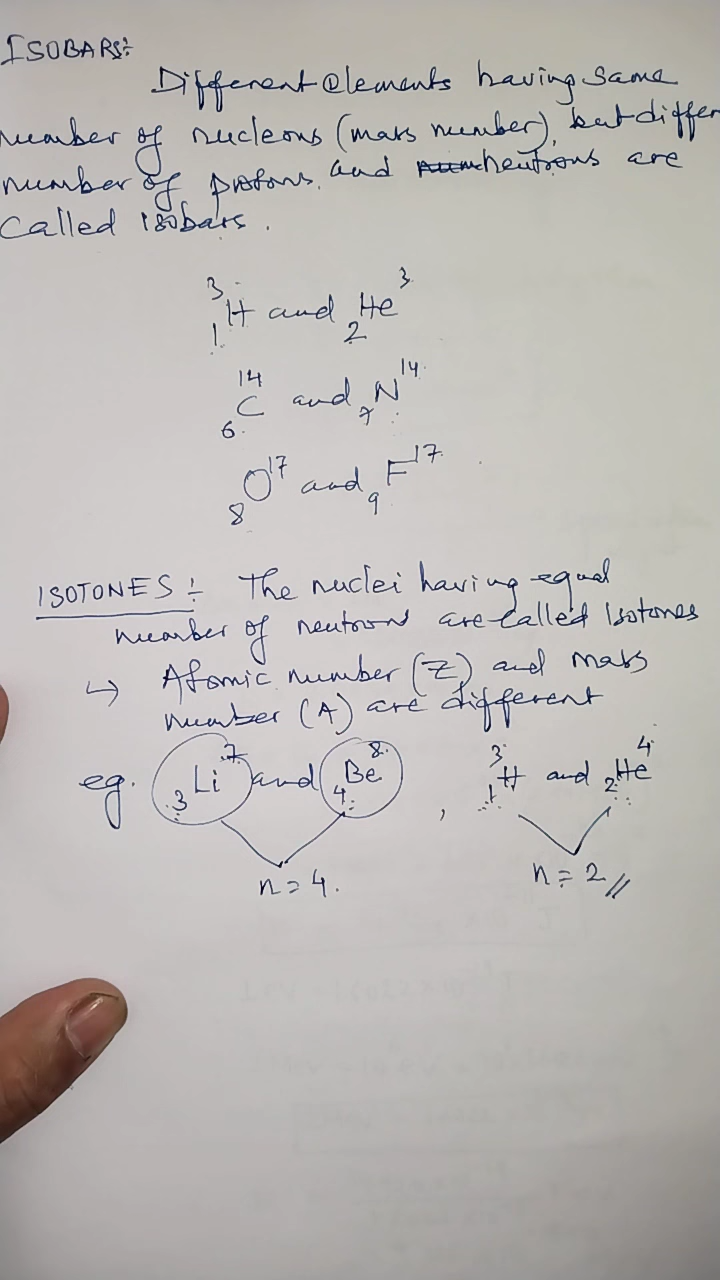 ISOBARS:-
Different elements having same
number of nucleons (mass number), but differ
number of protons, and neutrons are
called isobars.
³₁H and ₂He³
¹⁴₆C and ₇N¹⁴
₈O¹⁷ and ₉F¹⁷
ISOTONES :- The nuclei having equal
number of neutrons are called Isotones
↳ Atomic number (Z) and mass
number (A) are different
eg. ₃Li⁷ and ₄Be⁸ , ³₁H and ₂He⁴
n = 4. n = 2 //